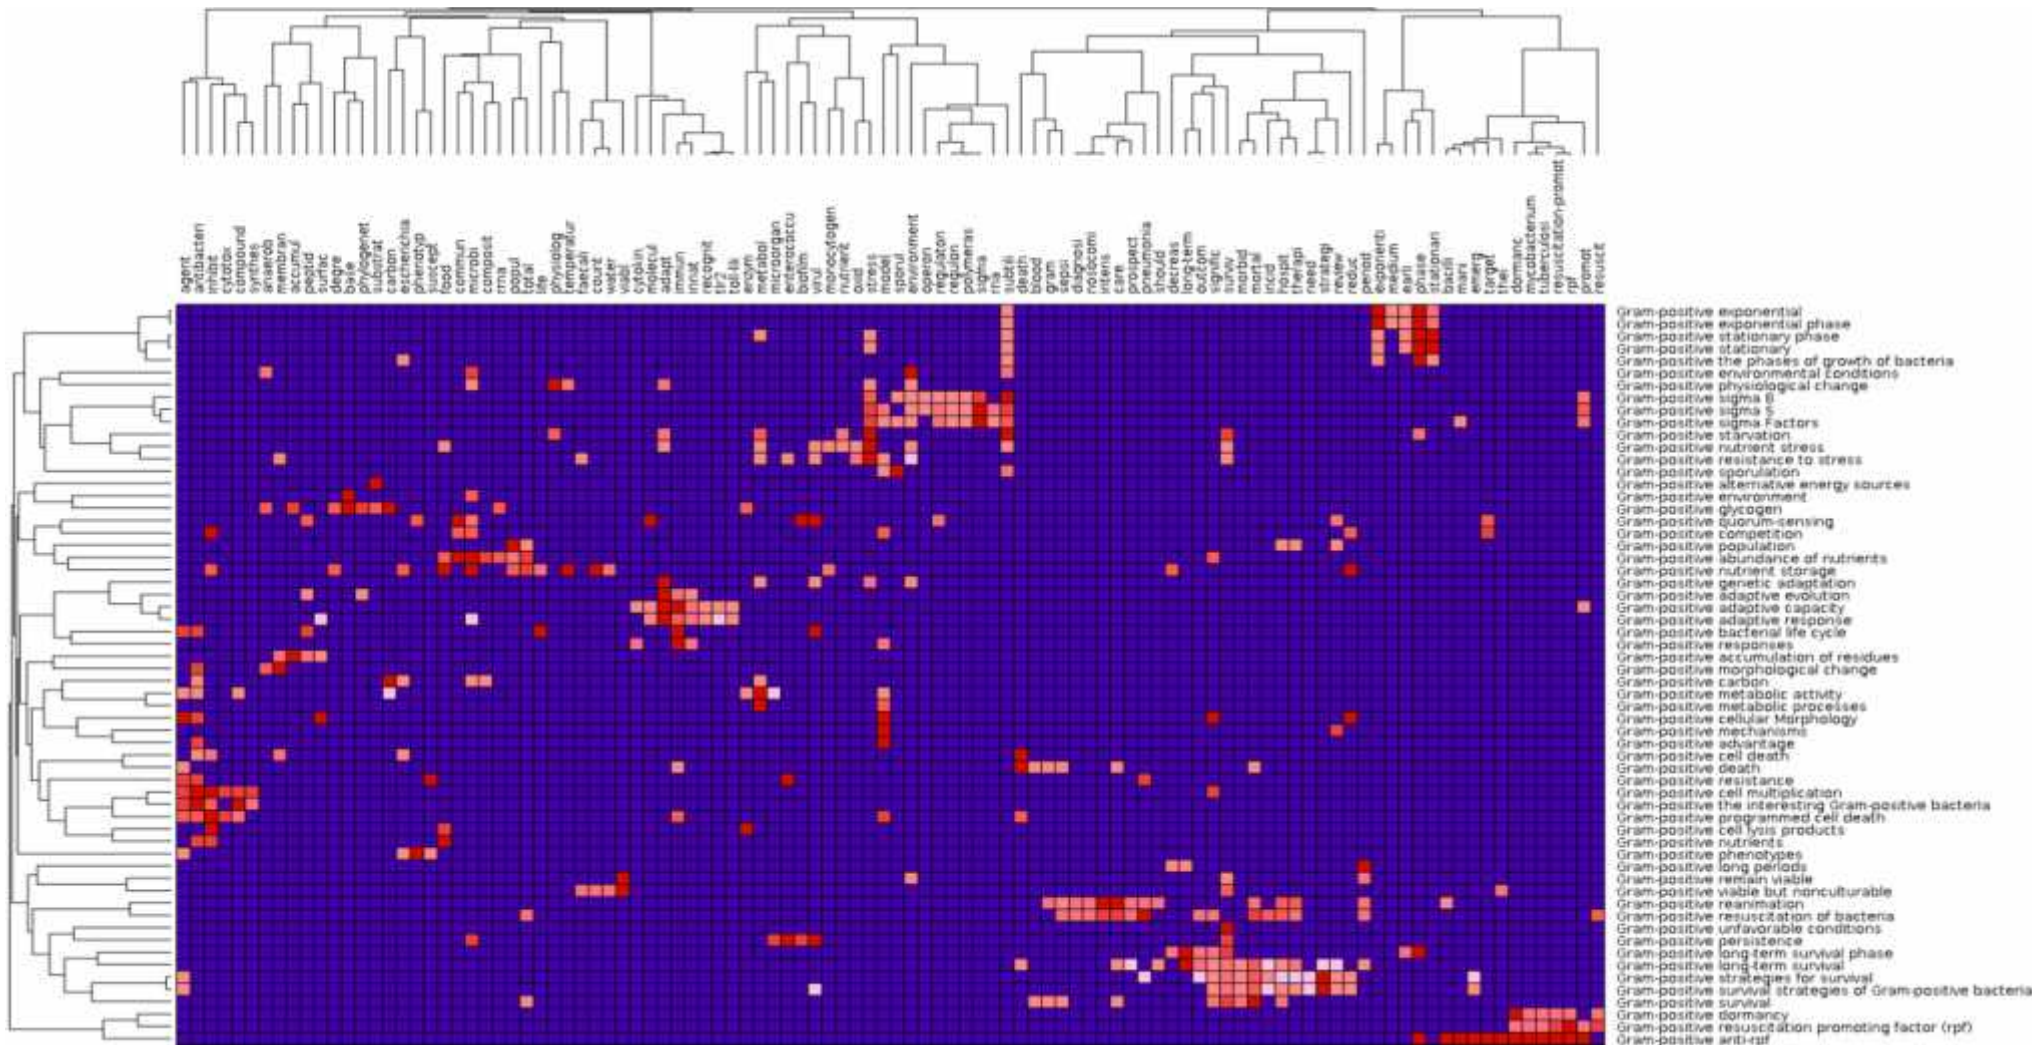 agent
antibacteri
inhibit
cytotox
compound
synthes
anaerob
membran
accumul
peptid
surfac
degre
base
phylogenet
substrat
carbon
escherichia
phenotyp
suscept
food
commun
microbi
composit
rrna
popul
total
life
physiolog
temperatur
faecali
count
water
viabl
cytokin
molecul
adapt
immun
innat
recognit
tlr2
toll-lik
enzym
metabol
microorgan
enterococcu
biofilm
virul
monocytogen
nutrient
oxid
stress
model
sporul
environment
operon
regulation
regulon
polymeras
sigma
rna
subtili
death
blood
gram
sepsi
diagnosi
nosocomi
intens
care
prospect
pneumonia
should
decreas
long-term
outcom
signific
surviv
morbid
mortal
incid
hospit
therapi
need
strategi
review
reduc
period
exponenti
medium
earli
phase
stationari
bacilli
mani
emerg
target
thei
dormanc
mycobacterium
tuberculosi
resuscitation-promot
rpf
promot
resuscit
Gram-positive exponential
Gram-positive exponential phase
Gram-positive stationary phase
Gram-positive stationary
Gram-positive the phases of growth of bacteria
Gram-positive environmental conditions
Gram-positive physiological change
Gram-positive sigma B
Gram-positive sigma S
Gram-positive sigma Factors
Gram-positive starvation
Gram-positive nutrient stress
Gram-positive resistance to stress
Gram-positive sporulation
Gram-positive alternative energy sources
Gram-positive environment
Gram-positive glycogen
Gram-positive quorum-sensing
Gram-positive competition
Gram-positive population
Gram-positive abundance of nutrients
Gram-positive nutrient storage
Gram-positive genetic adaptation
Gram-positive adaptive evolution
Gram-positive adaptive capacity
Gram-positive adaptive response
Gram-positive bacterial life cycle
Gram-positive responses
Gram-positive accumulation of residues
Gram-positive morphological change
Gram-positive carbon
Gram-positive metabolic activity
Gram-positive metabolic processes
Gram-positive cellular Morphology
Gram-positive mechanisms
Gram-positive advantage
Gram-positive cell death
Gram-positive death
Gram-positive resistance
Gram-positive cell multiplication
Gram-positive the interesting Gram-positive bacteria
Gram-positive programmed cell death
Gram-positive cell lysis products
Gram-positive nutrients
Gram-positive phenotypes
Gram-positive long periods
Gram-positive remain viable
Gram-positive viable but nonculturable
Gram-positive reanimation
Gram-positive resuscitation of bacteria
Gram-positive unfavorable conditions
Gram-positive persistence
Gram-positive long-term survival phase
Gram-positive long-term survival
Gram-positive strategies for survival
Gram-positive survival strategies of Gram-positive bacteria
Gram-positive survival
Gram-positive dormancy
Gram-positive resuscitation promoting factor (rpf)
Gram-positive anti-rpf